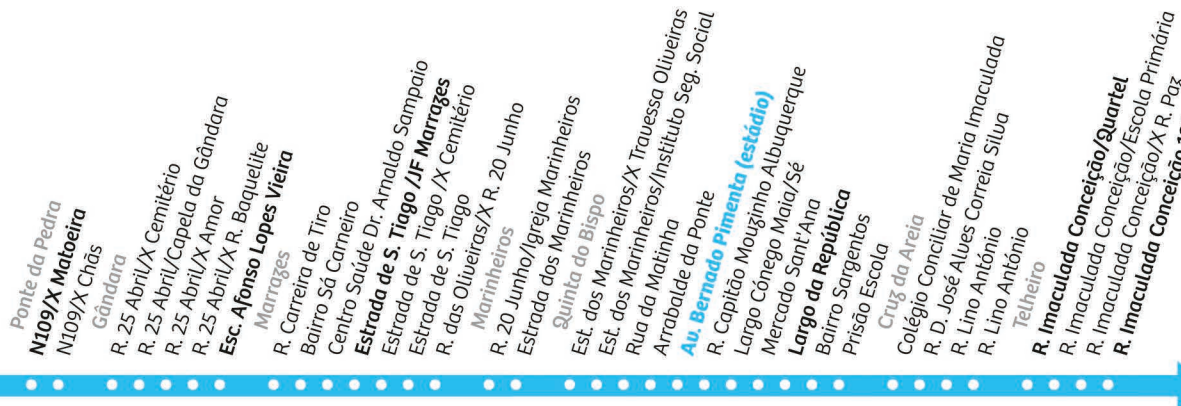 Ponte da Pedra
N109/X Matoeira
N109/X Chãs
Gândara
R. 25 Abril/X Cemitério
R. 25 Abril/Capela da Gândara
R. 25 Abril/X Amor
R. 25 Abril/X R. Baquelite
Esc. Afonso Lopes Vieira
Marrazes
R. Carreira de Tiro
Bairro Sá Carneiro
Centro Saúde Dr. Arnaldo Sampaio
Estrada de S. Tiago /JF Marrazes
Estrada de S. Tiago /X Cemitério
Estrada de S. Tiago
R. das Oliveiras/X R. 20 Junho
Marinheiros
R. 20 Junho/Igreja Marinheiros
Estrada dos Marinheiros
Quinta do Bispo
Est. dos Marinheiros/X Travessa Oliveiras
Est. dos Marinheiros/Instituto Seg. Social
Rua da Matinha
Arrabalde da Ponte
Av. Bernado Pimenta (estádio)
R. Capitão Mouzinho Albuquerque
Largo Cónego Maia/Sé
Mercado Sant'Ana
Largo da República
Bairro Sargentos
Prisão Escola
Cruz da Areia
Colégio Conciliar de Maria Imaculada
R. D. José Alves Correia Silva
R. Lino António
R. Lino António
Telheiro
R. Imaculada Conceição/Quartel
R. Imaculada Conceição/Escola Primária
R. Imaculada Conceição/X R. Paz
R. Imaculada Conceição